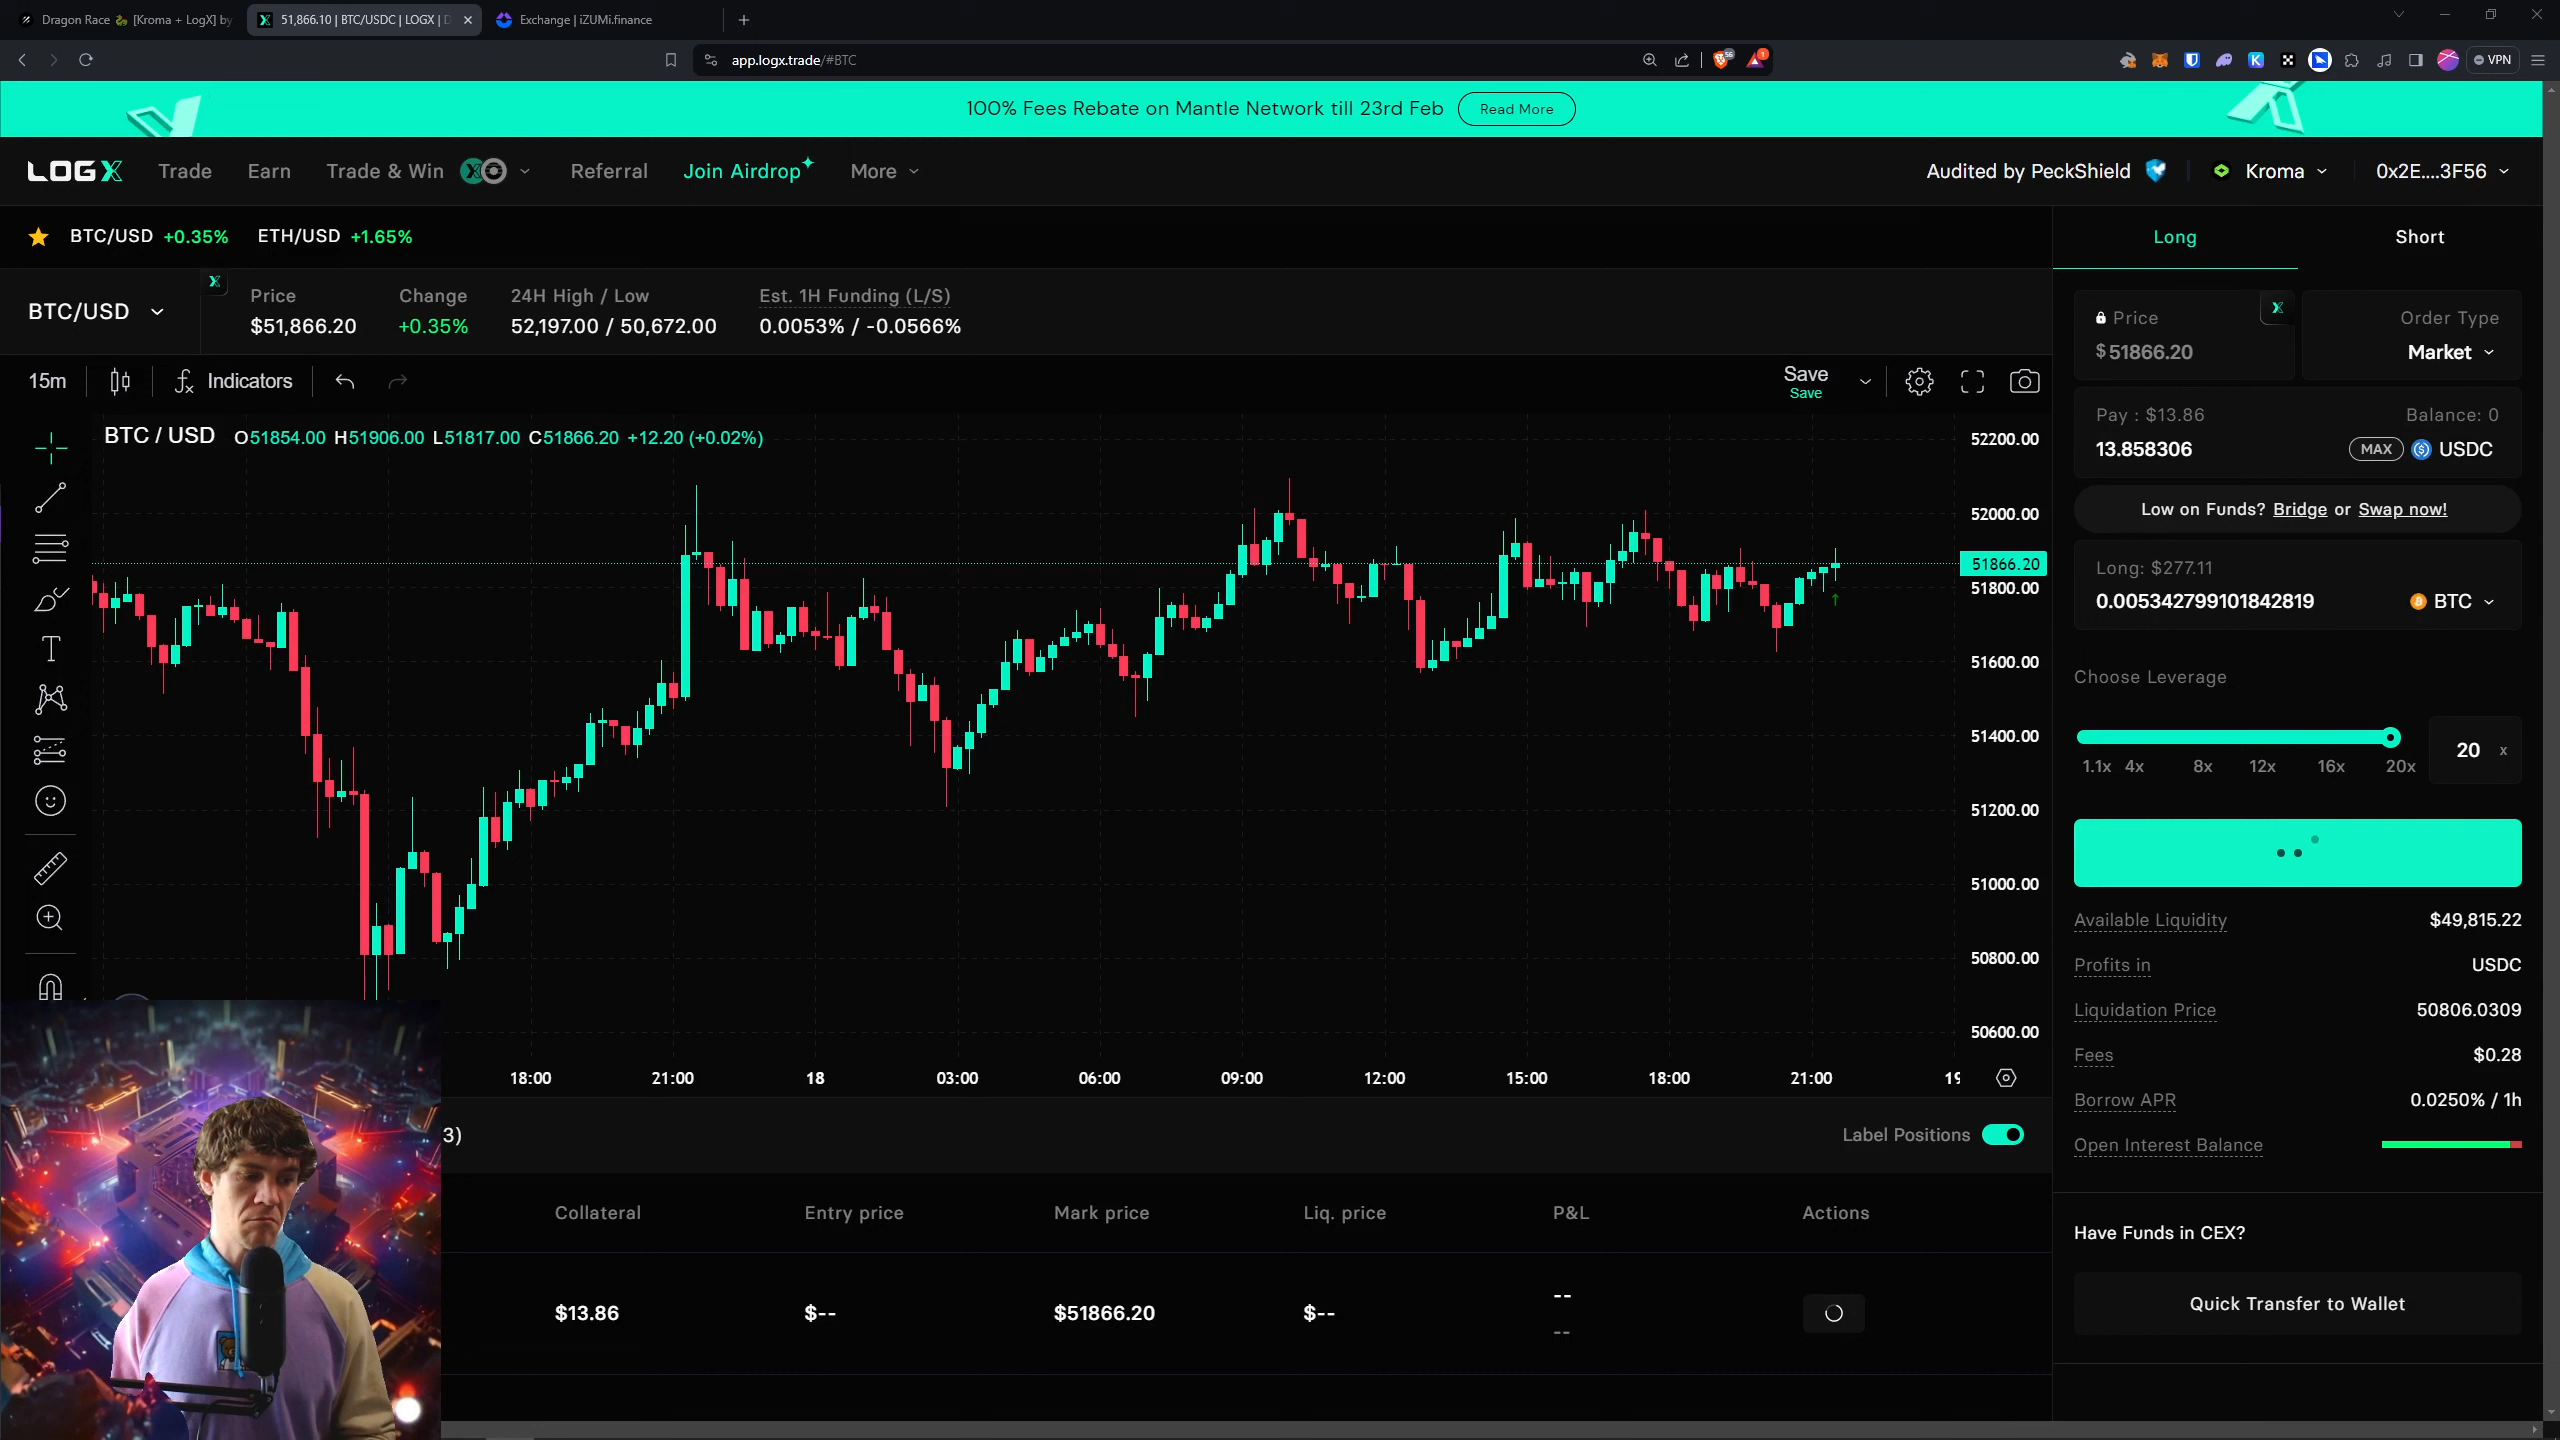 Dragon Race 🐉 [Kroma + LogX] by
51,866.10 | BTC/USDC | LOGX | D
Exchange | iZUMi.finance
app.logx.trade/#BTC
56
1
VPN
100% Fees Rebate on Mantle Network till 23rd Feb
Read More
LOGX
Trade
Earn
Trade & Win
Referral
Join Airdrop
More
Audited by PeckShield
Kroma
0x2E....3F56
BTC/USD +0.35%
ETH/USD +1.65%
Long
Short
BTC/USD
Price
$51,866.20
Change
+0.35%
24H High / Low
52,197.00 / 50,672.00
Est. 1H Funding (L/S)
0.0053% / -0.0566%
Price
$51866.20
Order Type
Market
15m
Indicators
Save
Save
BTC / USD O51854.00 H51906.00 L51817.00 C51866.20 +12.20 (+0.02%)
52200.00
52000.00
51866.20
51800.00
51600.00
51400.00
51200.00
51000.00
50800.00
50600.00
18:00
21:00
18
03:00
06:00
09:00
12:00
15:00
18:00
21:00
19
Pay : $13.86
Balance: 0
13.858306
MAX
USDC
Low on Funds? Bridge or Swap now!
Long: $277.11
0.005342799101842819
BTC
Choose Leverage
20 x
1.1x 4x 8x 12x 16x 20x
Available Liquidity
$49,815.22
Profits in
USDC
Liquidation Price
50806.0309
Fees
$0.28
Borrow APR
0.0250% / 1h
Open Interest Balance
Have Funds in CEX?
Quick Transfer to Wallet
3)
Label Positions
Collateral
Entry price
Mark price
Liq. price
P&L
Actions
$13.86
$--
$51866.20
$--
--
--